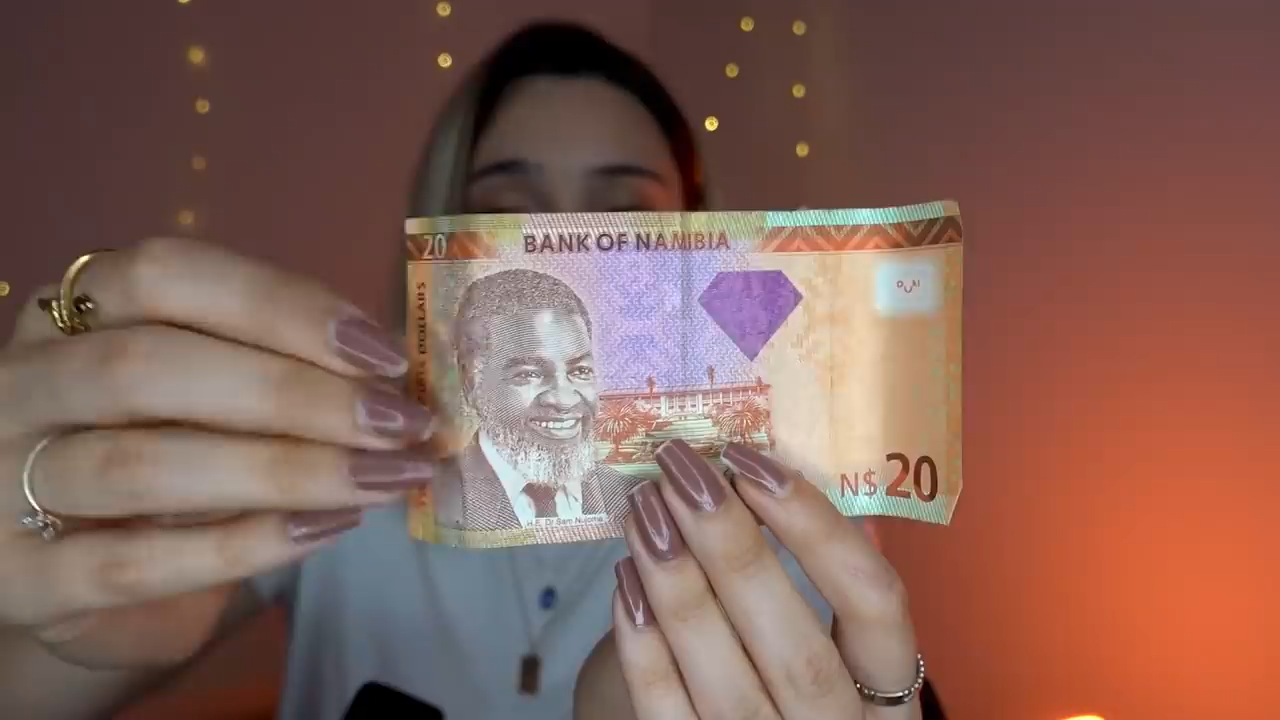 20
BANK OF NAMIBIA
DOLLARS
N$ 20
H.E. Dr Sam Nujoma